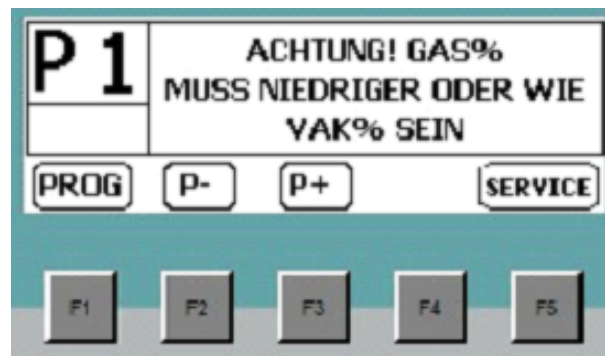 P 1
ACHTUNG! GAS%
MUSS NIEDRIGER ODER WIE
VAK% SEIN
PROG P- P+ SERVICE
F1 F2 F3 F4 F5